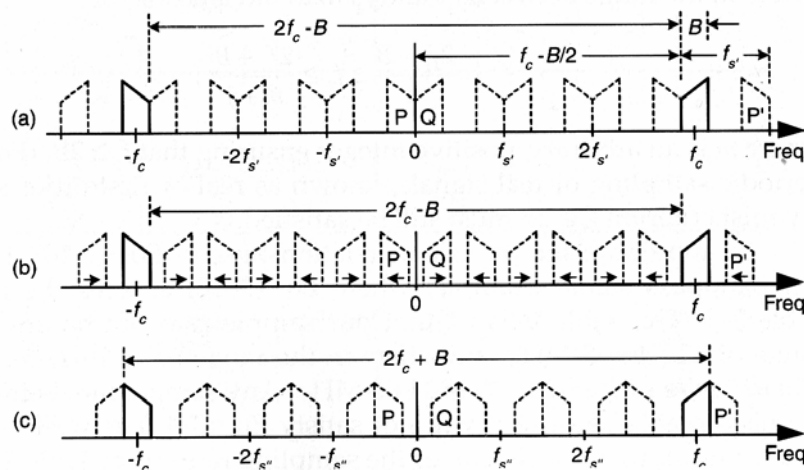 2f_c - B
B
f_c - B/2
f_s'
(a)
P
Q
P'
-f_c
-2f_s'
-f_s'
0
f_s'
2f_s'
f_c
Freq
2f_c - B
(b)
P
Q
P'
-f_c
0
f_c
Freq
2f_c + B
(c)
P
Q
P'
-f_c
-2f_s"
-f_s"
0
f_s"
2f_s"
f_c
Freq